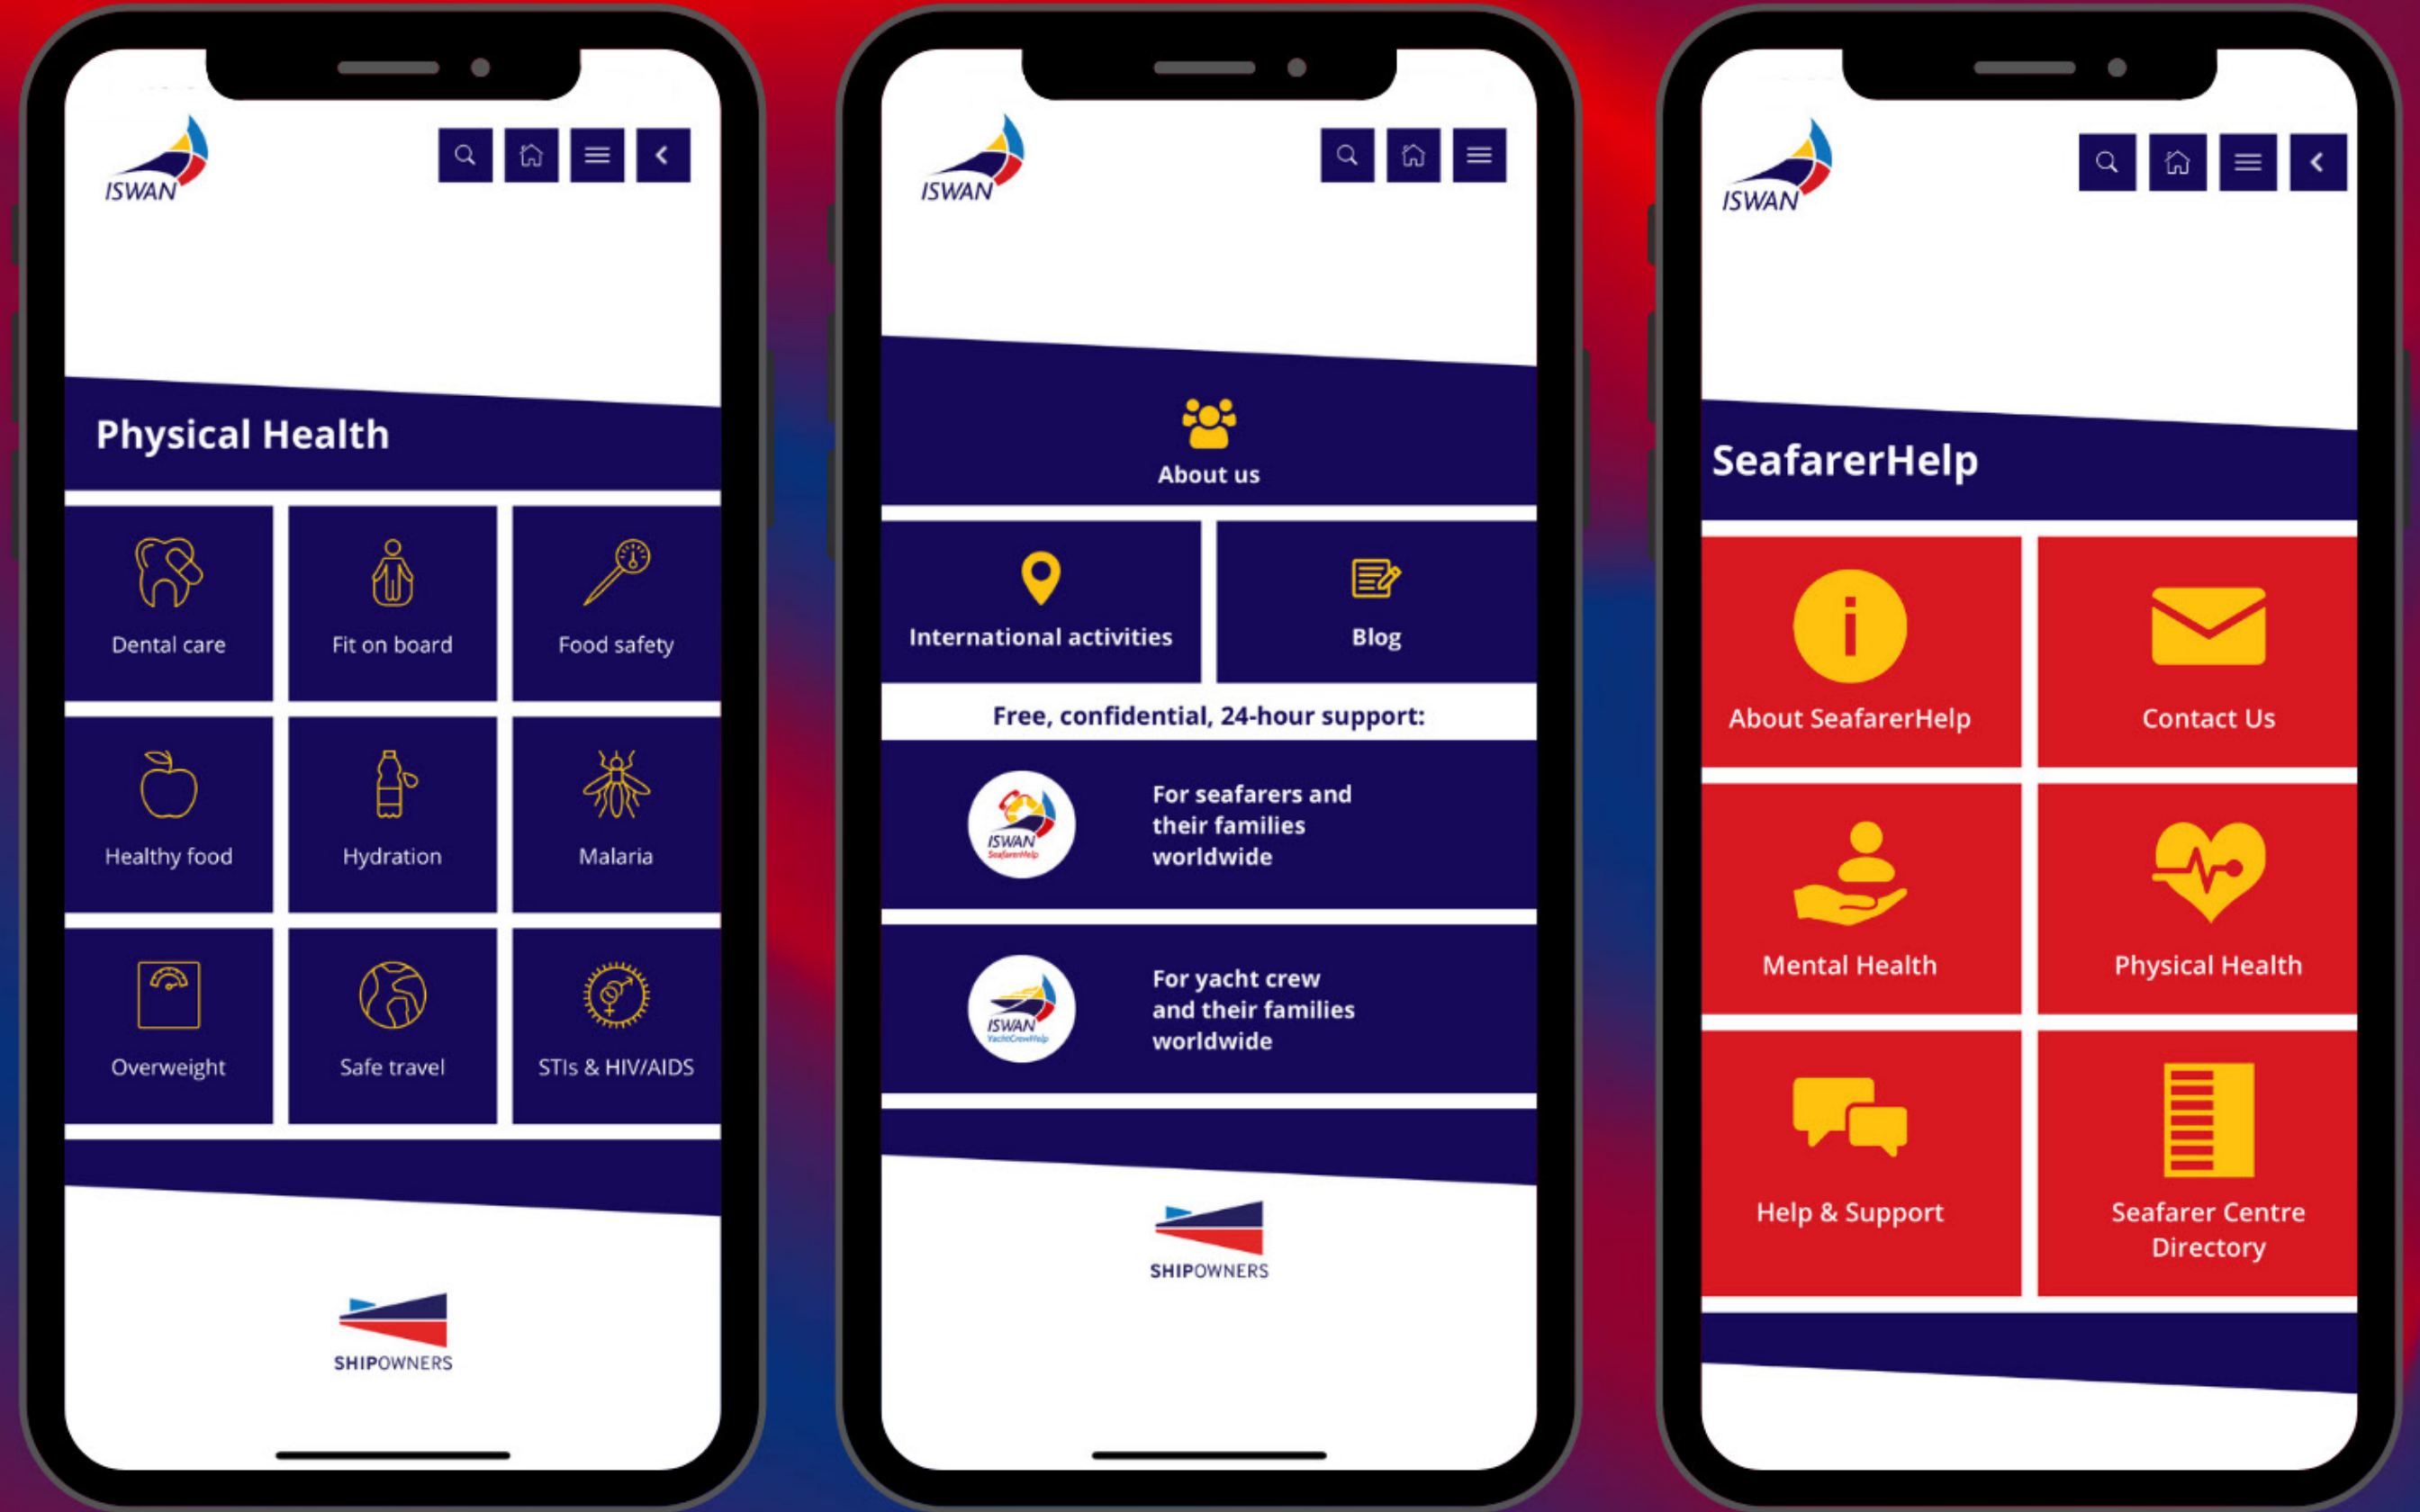 ISWAN
Physical Health
Dental care
Fit on board
Food safety
Healthy food
Hydration
Malaria
Overweight
Safe travel
STIs & HIV/AIDS
SHIPOWNERS
ISWAN
About us
International activities
Blog
Free, confidential, 24-hour support:
ISWAN
SeafarerHelp
For seafarers and
their families
worldwide
ISWAN
YachtCrewHelp
For yacht crew
and their families
worldwide
SHIPOWNERS
ISWAN
SeafarerHelp
i
About SeafarerHelp
Contact Us
Mental Health
Physical Health
Help & Support
Seafarer Centre
Directory